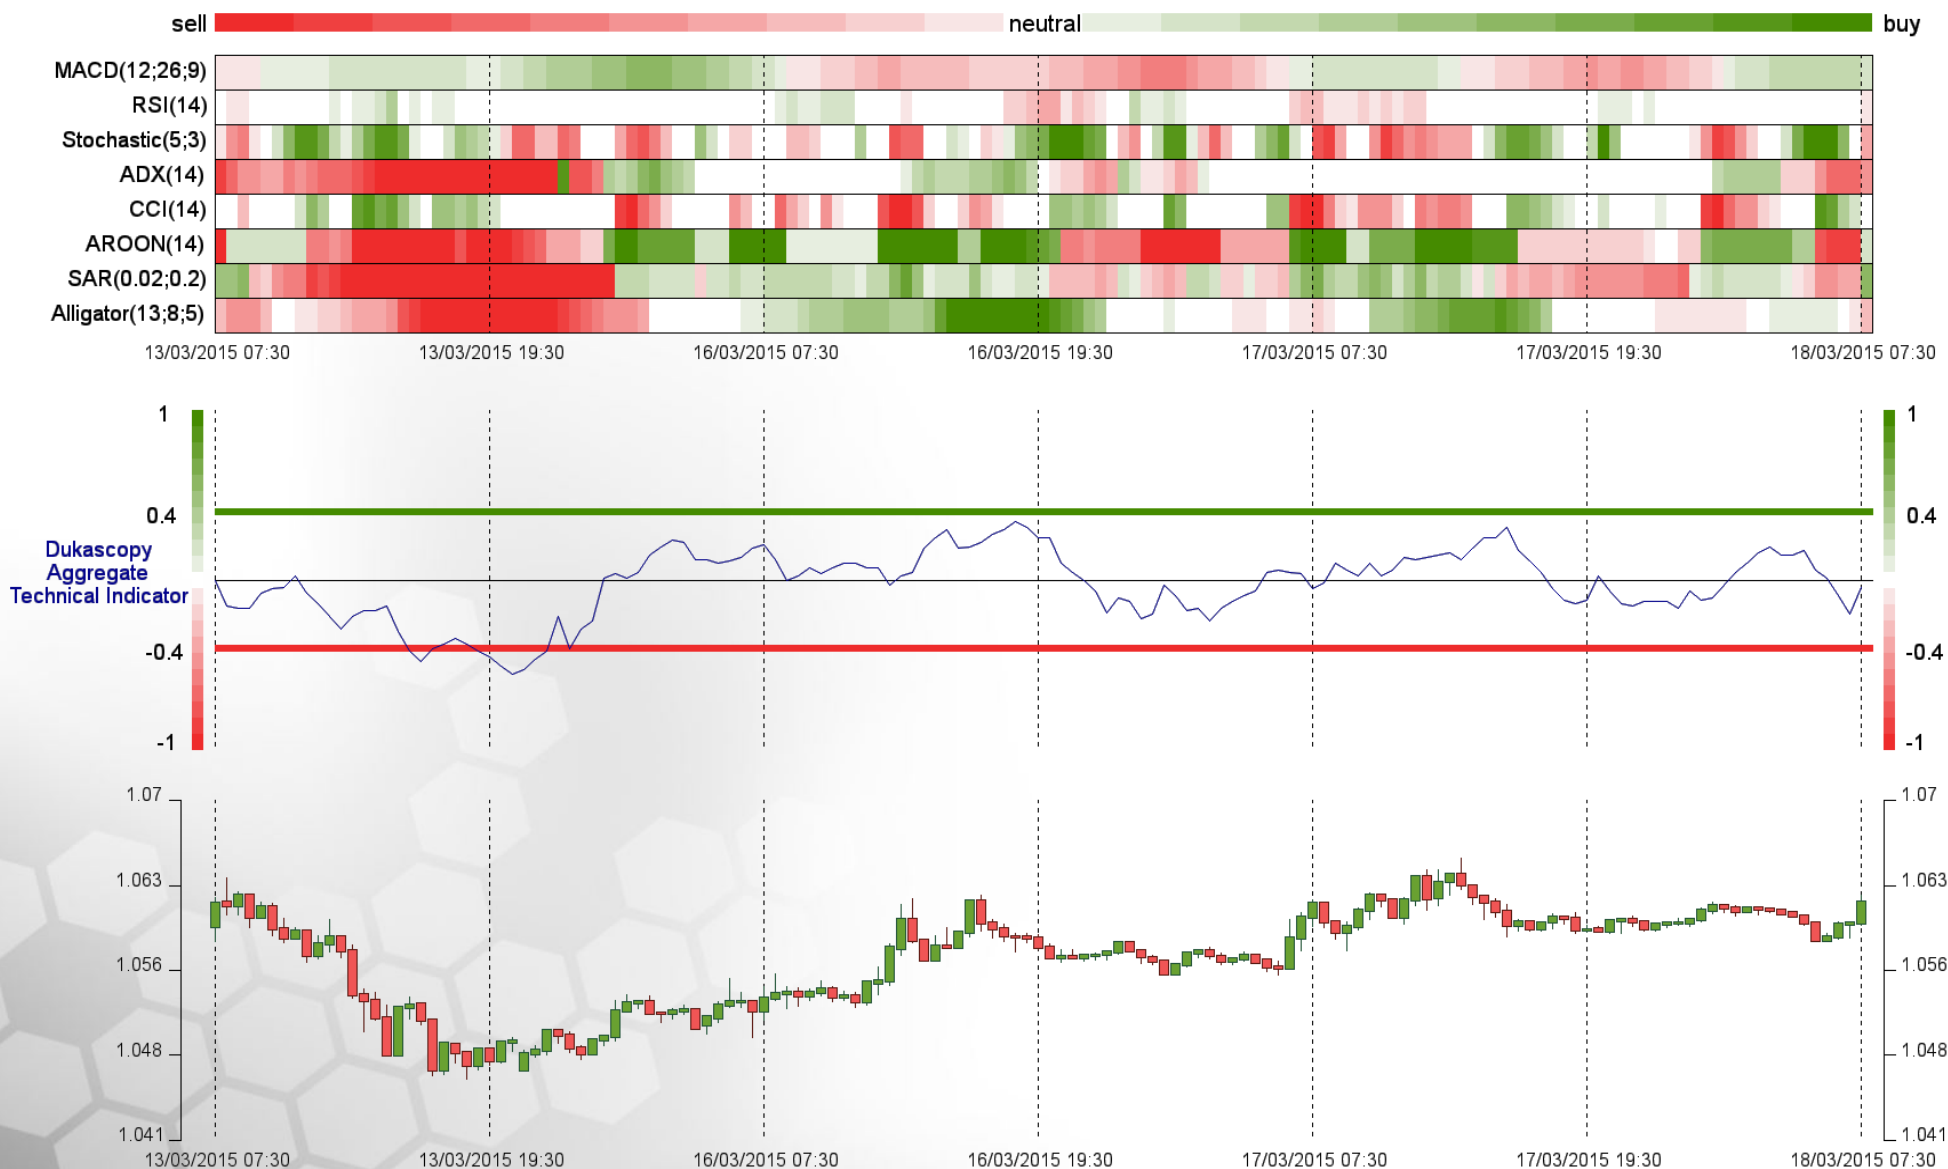 sell neutral buy
MACD(12;26;9)
RSI(14)
Stochastic(5;3)
ADX(14)
CCI(14)
AROON(14)
SAR(0.02;0.2)
Alligator(13;8;5)
13/03/2015 07:30 13/03/2015 19:30 16/03/2015 07:30 16/03/2015 19:30 17/03/2015 07:30 17/03/2015 19:30 18/03/2015 07:30
1 1
0.4 0.4
Dukascopy
Aggregate
Technical Indicator
-0.4 -0.4
-1 -1
1.07 1.07
1.063 1.063
1.056 1.056
1.048 1.048
1.041 1.041
13/03/2015 07:30 13/03/2015 19:30 16/03/2015 07:30 16/03/2015 19:30 17/03/2015 07:30 17/03/2015 19:30 18/03/2015 07:30